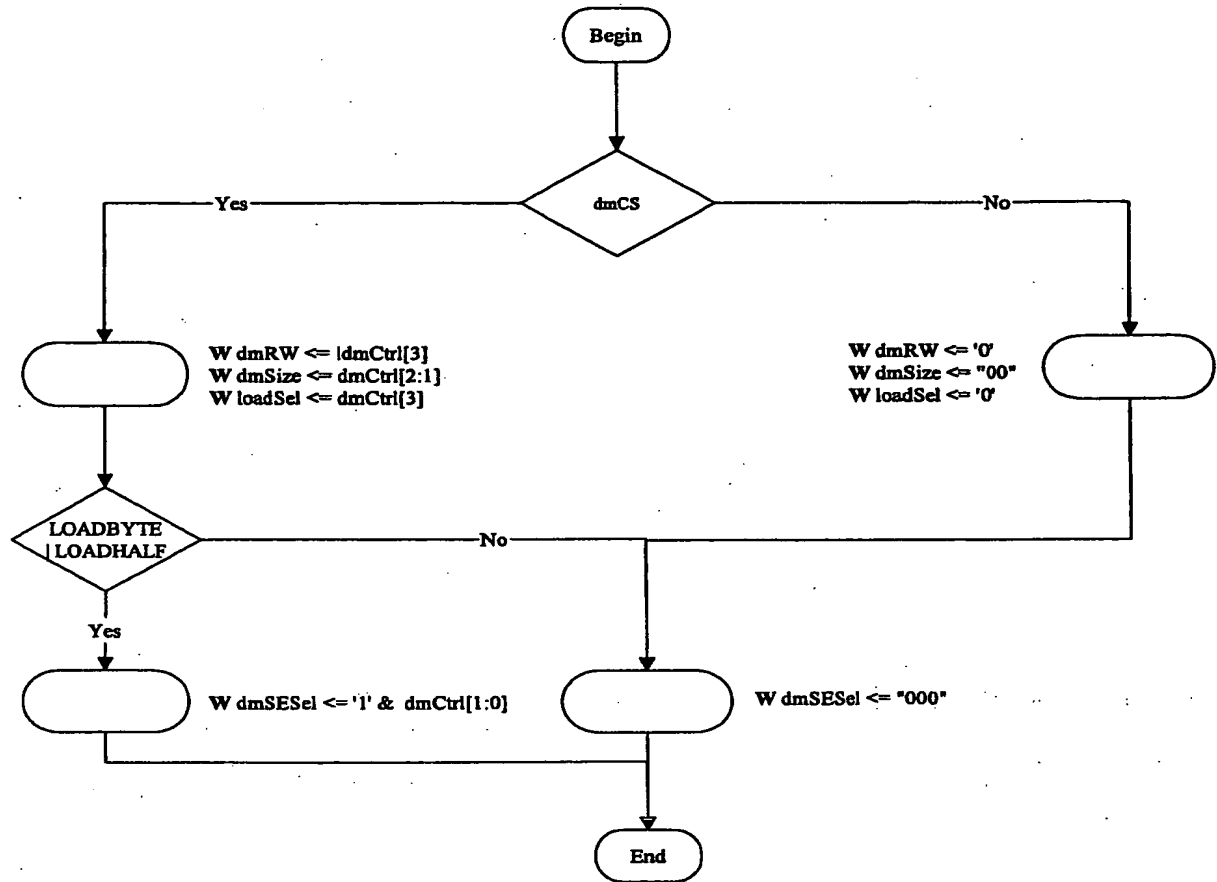 Begin
dmCS
Yes
No
W dmRW <= |dmCtrl[3]
W dmSize <= dmCtrl[2:1]
W loadSel <= dmCtrl[3]
W dmRW <= '0'
W dmSize <= "00"
W loadSel <= '0'
LOADBYTE
| LOADHALF
No
Yes
W dmSESel <= '1' & dmCtrl[1:0]
W dmSESel <= "000"
End